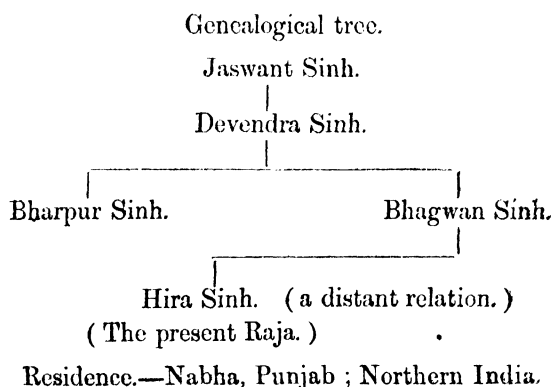 Genealogical tree.
Jaswant Sinh.
Devendra Sinh.
Bharpur Sinh. Bhagwan Sinh.
Hira Sinh. (a distant relation.)
(The present Raja.)
Residence.—Nabha, Punjab ; Northern India.